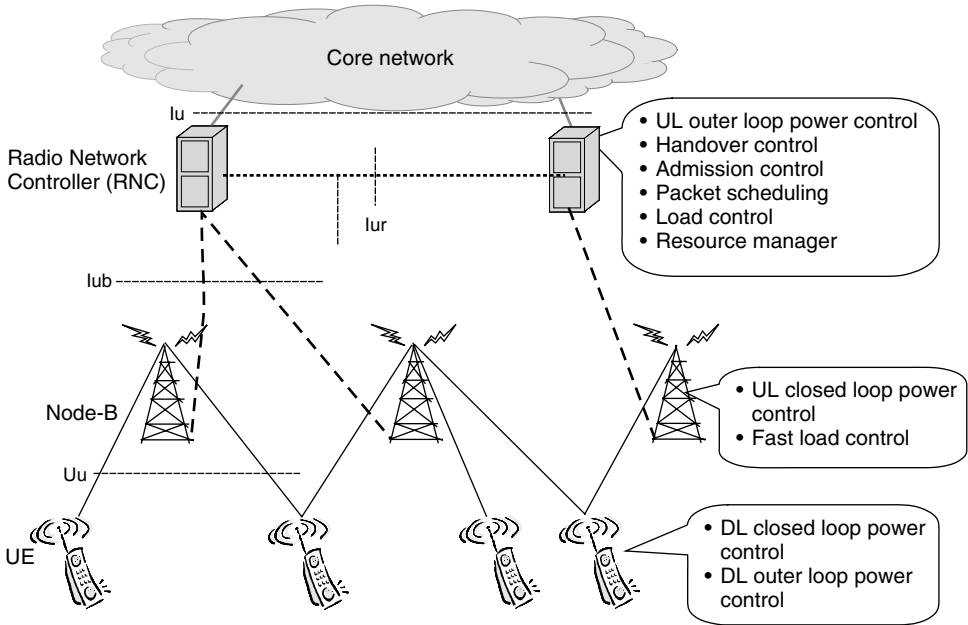 Core network
Iu
Radio Network
Controller (RNC)
• UL outer loop power control
• Handover control
• Admission control
• Packet scheduling
• Load control
• Resource manager
Iur
Iub
Node-B
• UL closed loop power
control
• Fast load control
Uu
UE
• DL closed loop power
control
• DL outer loop power
control